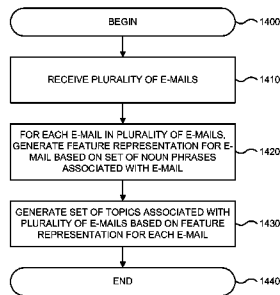 BEGIN
1400
RECEIVE PLURALITY OF E-MAILS
1410
FOR EACH E-MAIL IN PLURALITY OF E-MAILS,
GENERATE FEATURE REPRESENTATION FOR E-
MAIL BASED ON SET OF NOUN PHRASES
ASSOCIATED WITH E-MAIL
1420
GENERATE SET OF TOPICS ASSOCIATED WITH
PLURALITY OF E-MAILS BASED ON FEATURE
REPRESENTATION FOR EACH E-MAIL
1430
END
1440